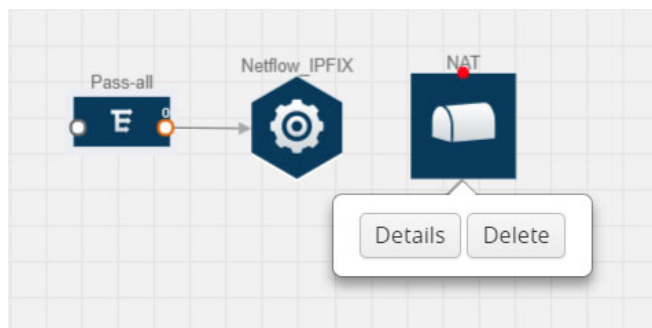 Netflow_IPFIX
NAT
Pass-all
0
Details
Delete